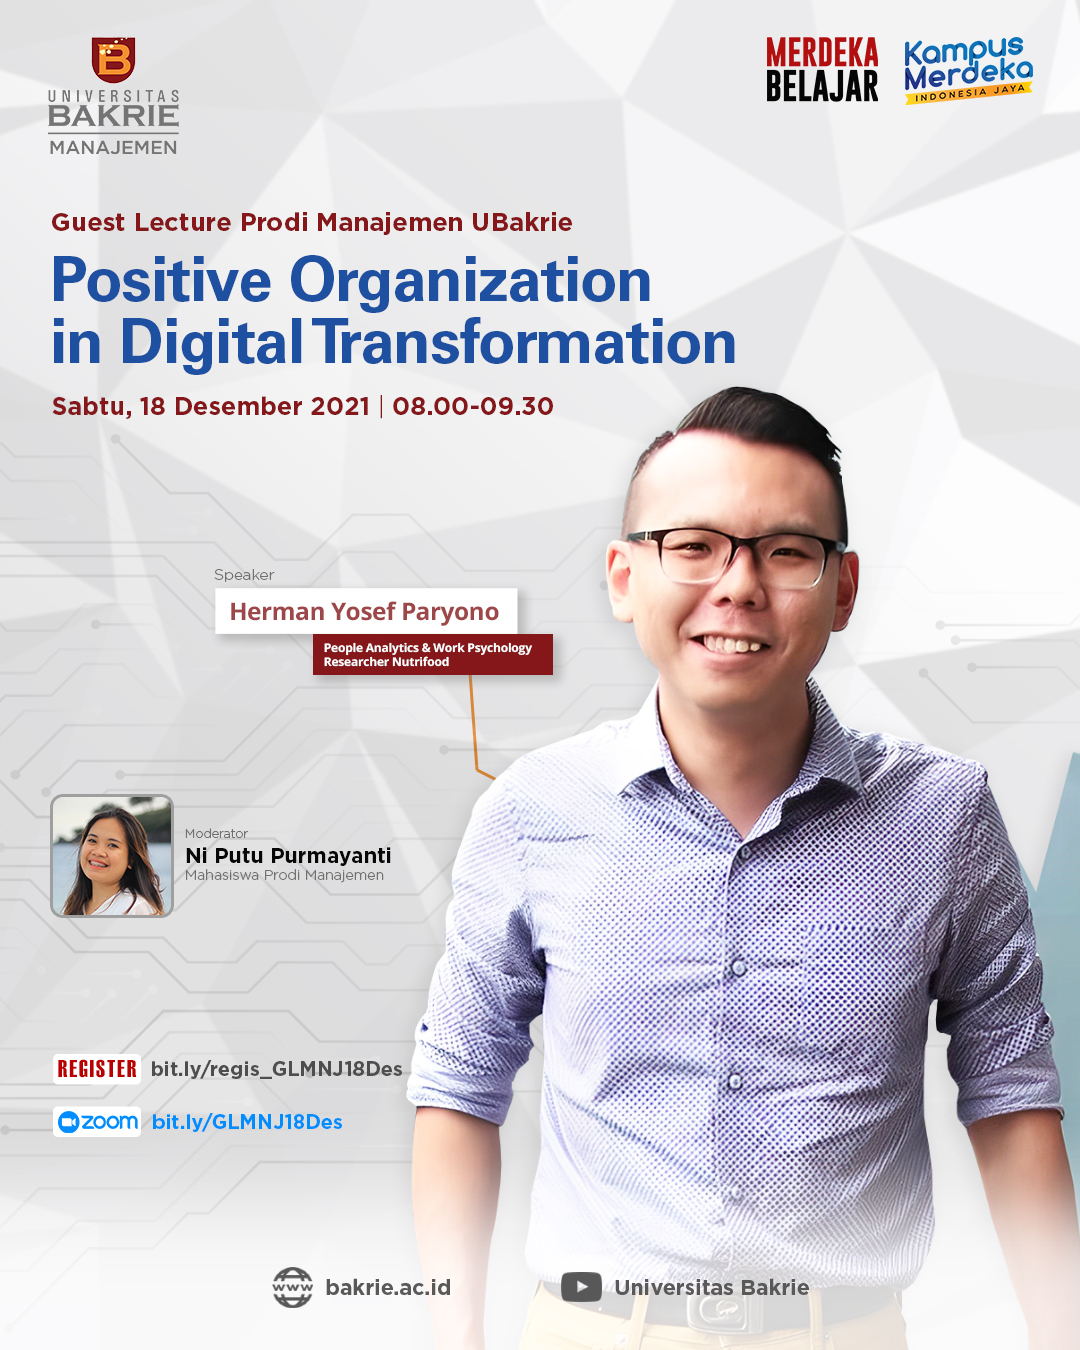 UNIVERSITAS
BAKRIE
MANAJEMEN
MERDEKA
BELAJAR
Kampus
Merdeka
INDONESIA JAYA
Guest Lecture Prodi Manajemen UBakrie
Positive Organization
in Digital Transformation
Sabtu, 18 Desember 2021 | 08.00-09.30
Speaker
Herman Yosef Paryono
People Analytics & Work Psychology
Researcher Nutrifood
Moderator
Ni Putu Purmayanti
Mahasiswa Prodi Manajemen
REGISTER bit.ly/regis_GLMNJ18Des
zoom bit.ly/GLMNJ18Des
www bakrie.ac.id
Universitas Bakrie